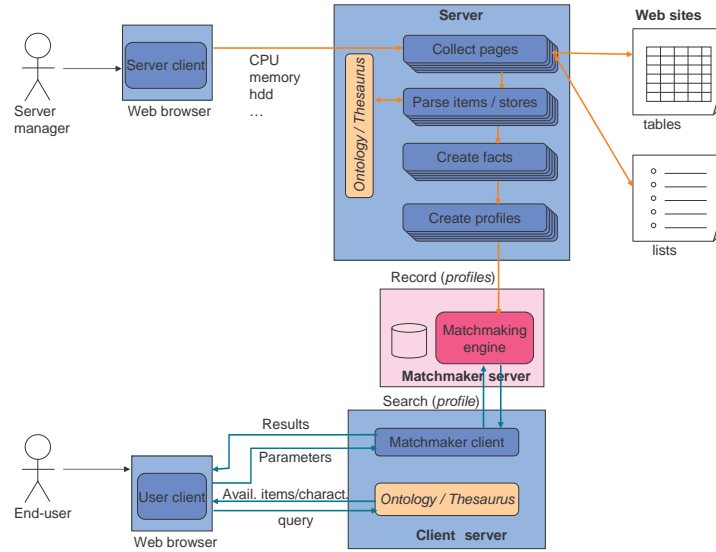 Server
Web sites
Server client
CPU
memory
hdd
…
Collect pages
Server
manager
Web browser
Ontology / Thesaurus
Parse items / stores
tables
Create facts
Create profiles
lists
Record (profiles)
Matchmaking
engine
Matchmaker server
Search (profile)
Results
Matchmaker client
Parameters
User client
Avail. items/charact.
Ontology / Thesaurus
End-user
query
Client server
Web browser